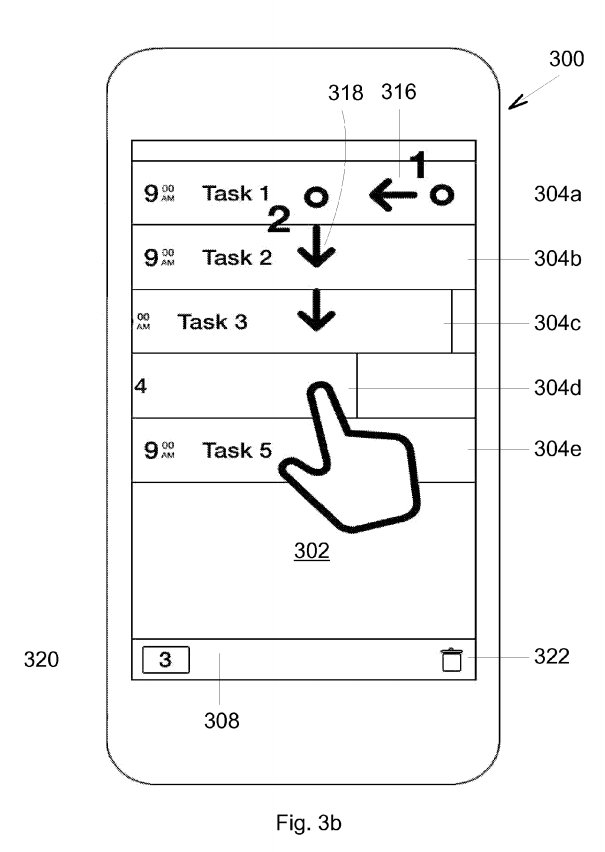 300
318 316
1
9 00 AM Task 1 304a
2
9 00 AM Task 2 304b
00 AM Task 3 304c
4 304d
9 00 AM Task 5 304e
302
320 3 322
308
Fig. 3b